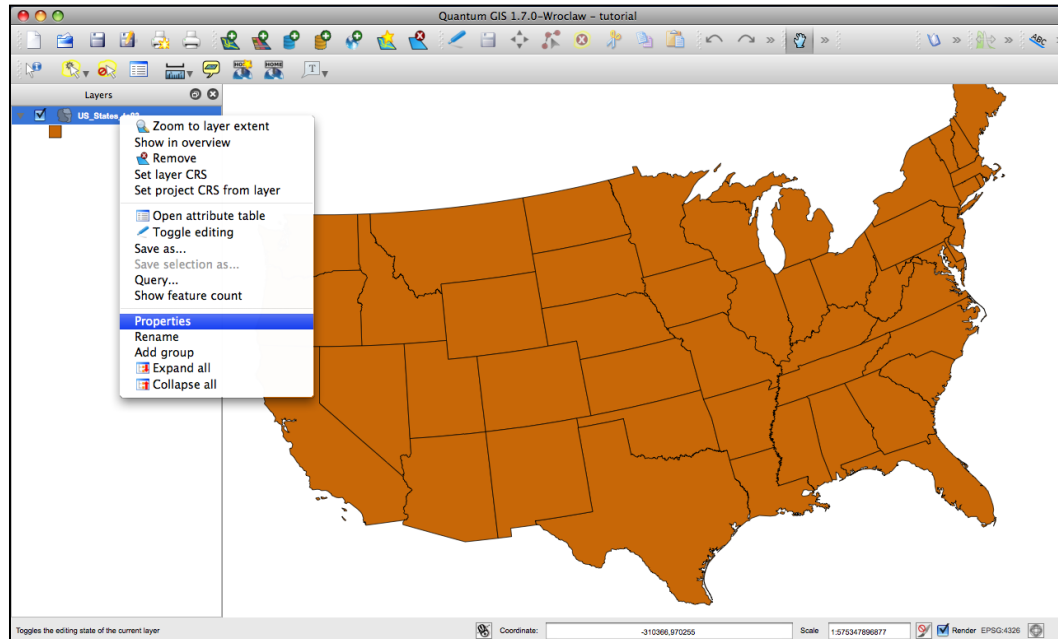 Quantum GIS 1.7.0-Wroclaw – tutorial
T
ABC
Layers
US_States
Zoom to layer extent
Show in overview
Remove
Set layer CRS
Set project CRS from layer
Open attribute table
Toggle editing
Save as...
Save selection as...
Query...
Show feature count
Properties
Rename
Add group
Expand all
Collapse all
Toggles the editing state of the current layer
Coordinate:
-310366,970255
Scale
1:575347896877
Render
EPSG:4326